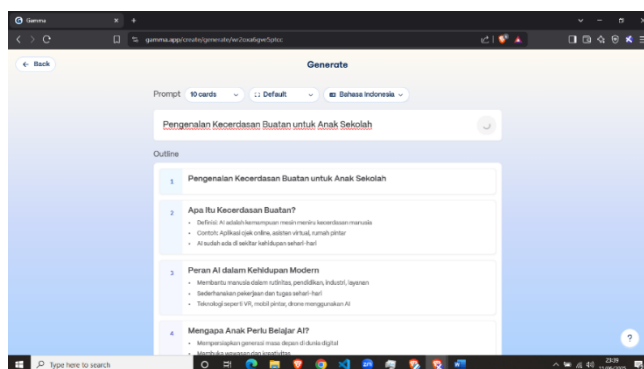 Gamma
gamma.app/create/generate/
Back
Generate
Prompt
10 cards
Default
Bahasa Indonesia
Pengenalan Kecerdasan Buatan untuk Anak Sekolah
Outline
1
Pengenalan Kecerdasan Buatan untuk Anak Sekolah
2
Apa Itu Kecerdasan Buatan?
Definisi: AI adalah kemampuan mesin meniru kecerdasan manusia
Contoh: Aplikasi ojek online, asisten virtual, rumah pintar
AI sudah ada di sekitar kehidupan sehari-hari
3
Peran AI dalam Kehidupan Modern
Membantu manusia dalam rutinitas, pendidikan, industri, layanan
Sederhanakan pekerjaan dan tugas sehari-hari
Teknologi seperti VR, mobil pintar, drone menggunakan AI
4
Mengapa Anak Perlu Belajar AI?
Mempersiapkan generasi masa depan di dunia digital
Membuka wawasan dan kreativitas
?
Type here to search
23:39